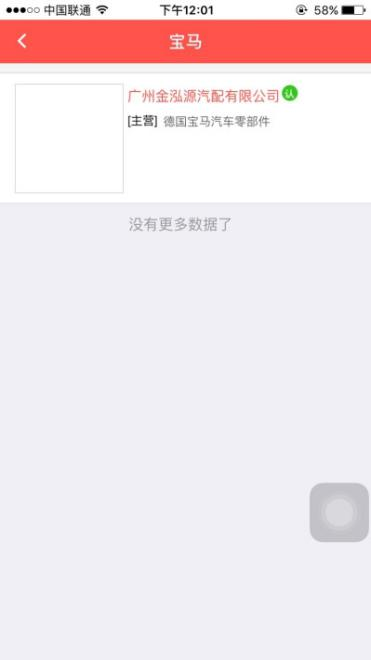 中国联通 下午12:01 58%
宝马
广州金泓源汽配有限公司 认
[主营] 德国宝马汽车零部件
没有更多数据了